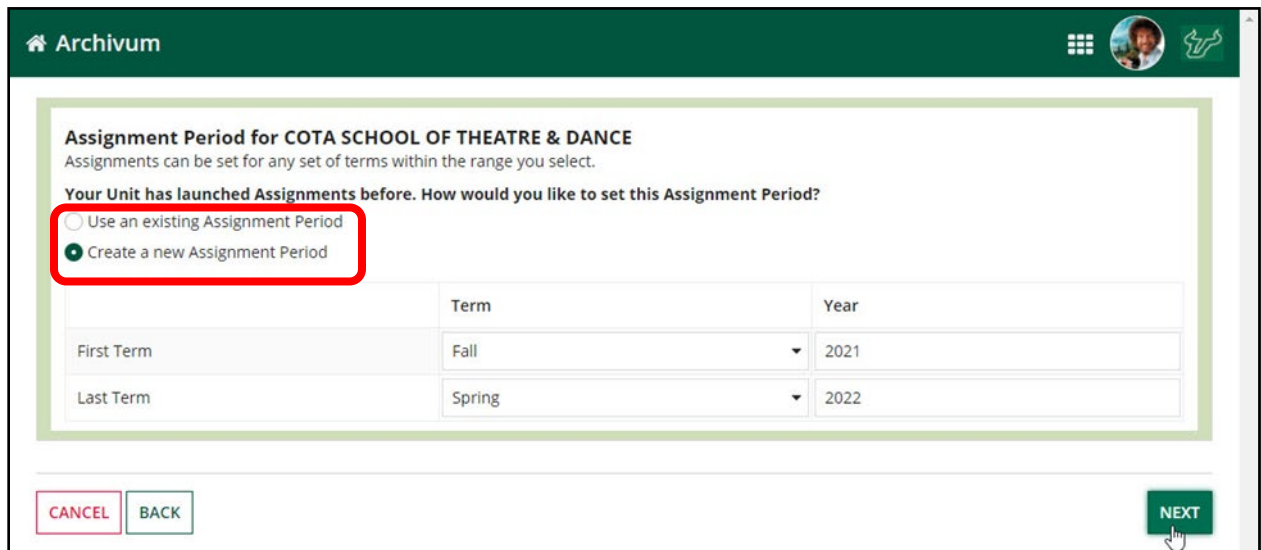 Archivum
Assignment Period for COTA SCHOOL OF THEATRE & DANCE
Assignments can be set for any set of terms within the range you select.
Your Unit has launched Assignments before. How would you like to set this Assignment Period?
Use an existing Assignment Period
Create a new Assignment Period
Term Year
First Term Fall 2021
Last Term Spring 2022
CANCEL BACK NEXT